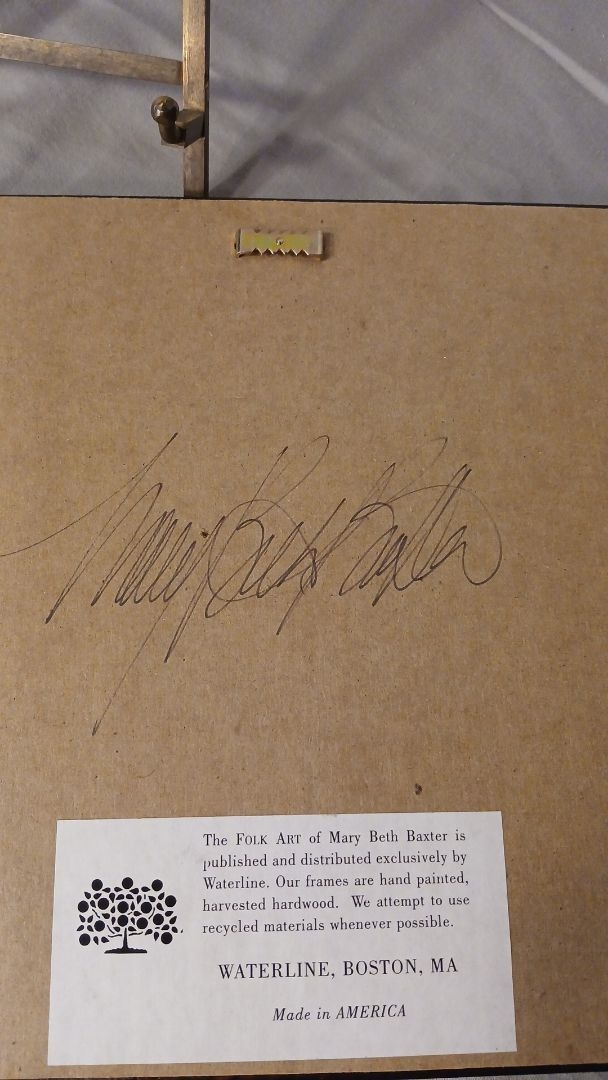 Mary Beth Baxter
The FOLK ART of Mary Beth Baxter is
published and distributed exclusively by
Waterline. Our frames are hand painted,
harvested hardwood. We attempt to use
recycled materials whenever possible.
WATERLINE, BOSTON, MA
Made in AMERICA